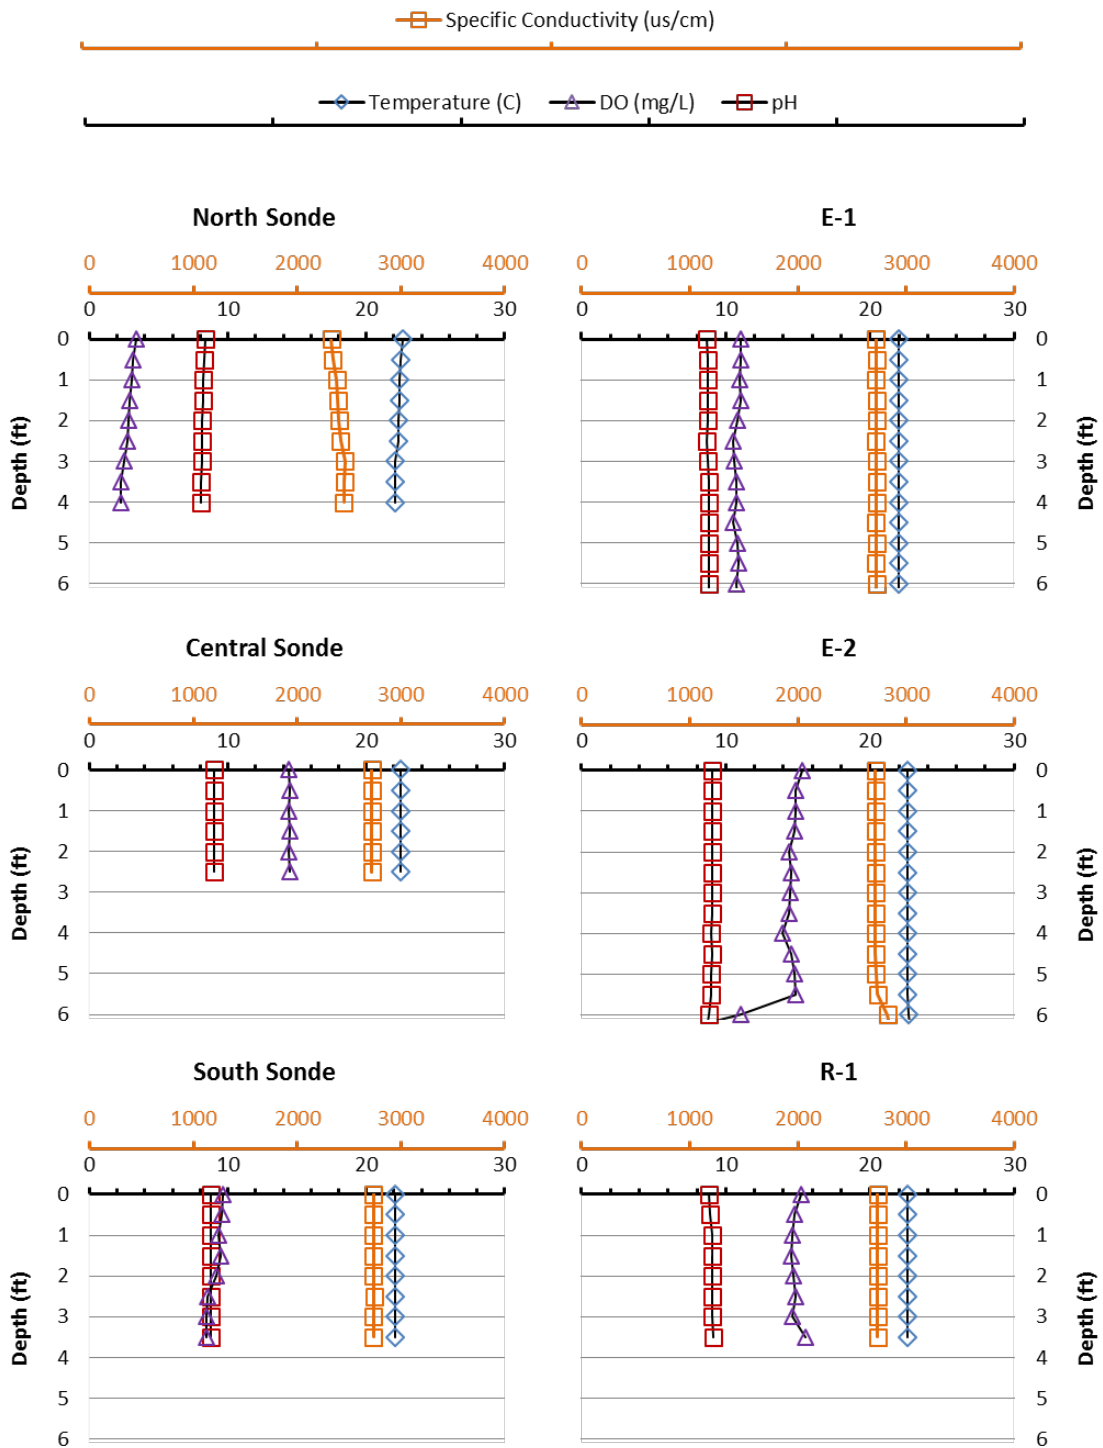 Specific Conductivity (us/cm)
Temperature (C) DO (mg/L) pH
North Sonde E-1
0 1000 2000 3000 4000 0 1000 2000 3000 4000
0 10 20 30 0 10 20 30
0 0
1 1
2 2
Depth (ft) Depth (ft)
3 3
4 4
5 5
6 6
Central Sonde E-2
0 1000 2000 3000 4000 0 1000 2000 3000 4000
0 10 20 30 0 10 20 30
0 0
1 1
2 2
Depth (ft) Depth (ft)
3 3
4 4
5 5
6 6
South Sonde R-1
0 1000 2000 3000 4000 0 1000 2000 3000 4000
0 10 20 30 0 10 20 30
0 0
1 1
2 2
Depth (ft) Depth (ft)
3 3
4 4
5 5
6 6